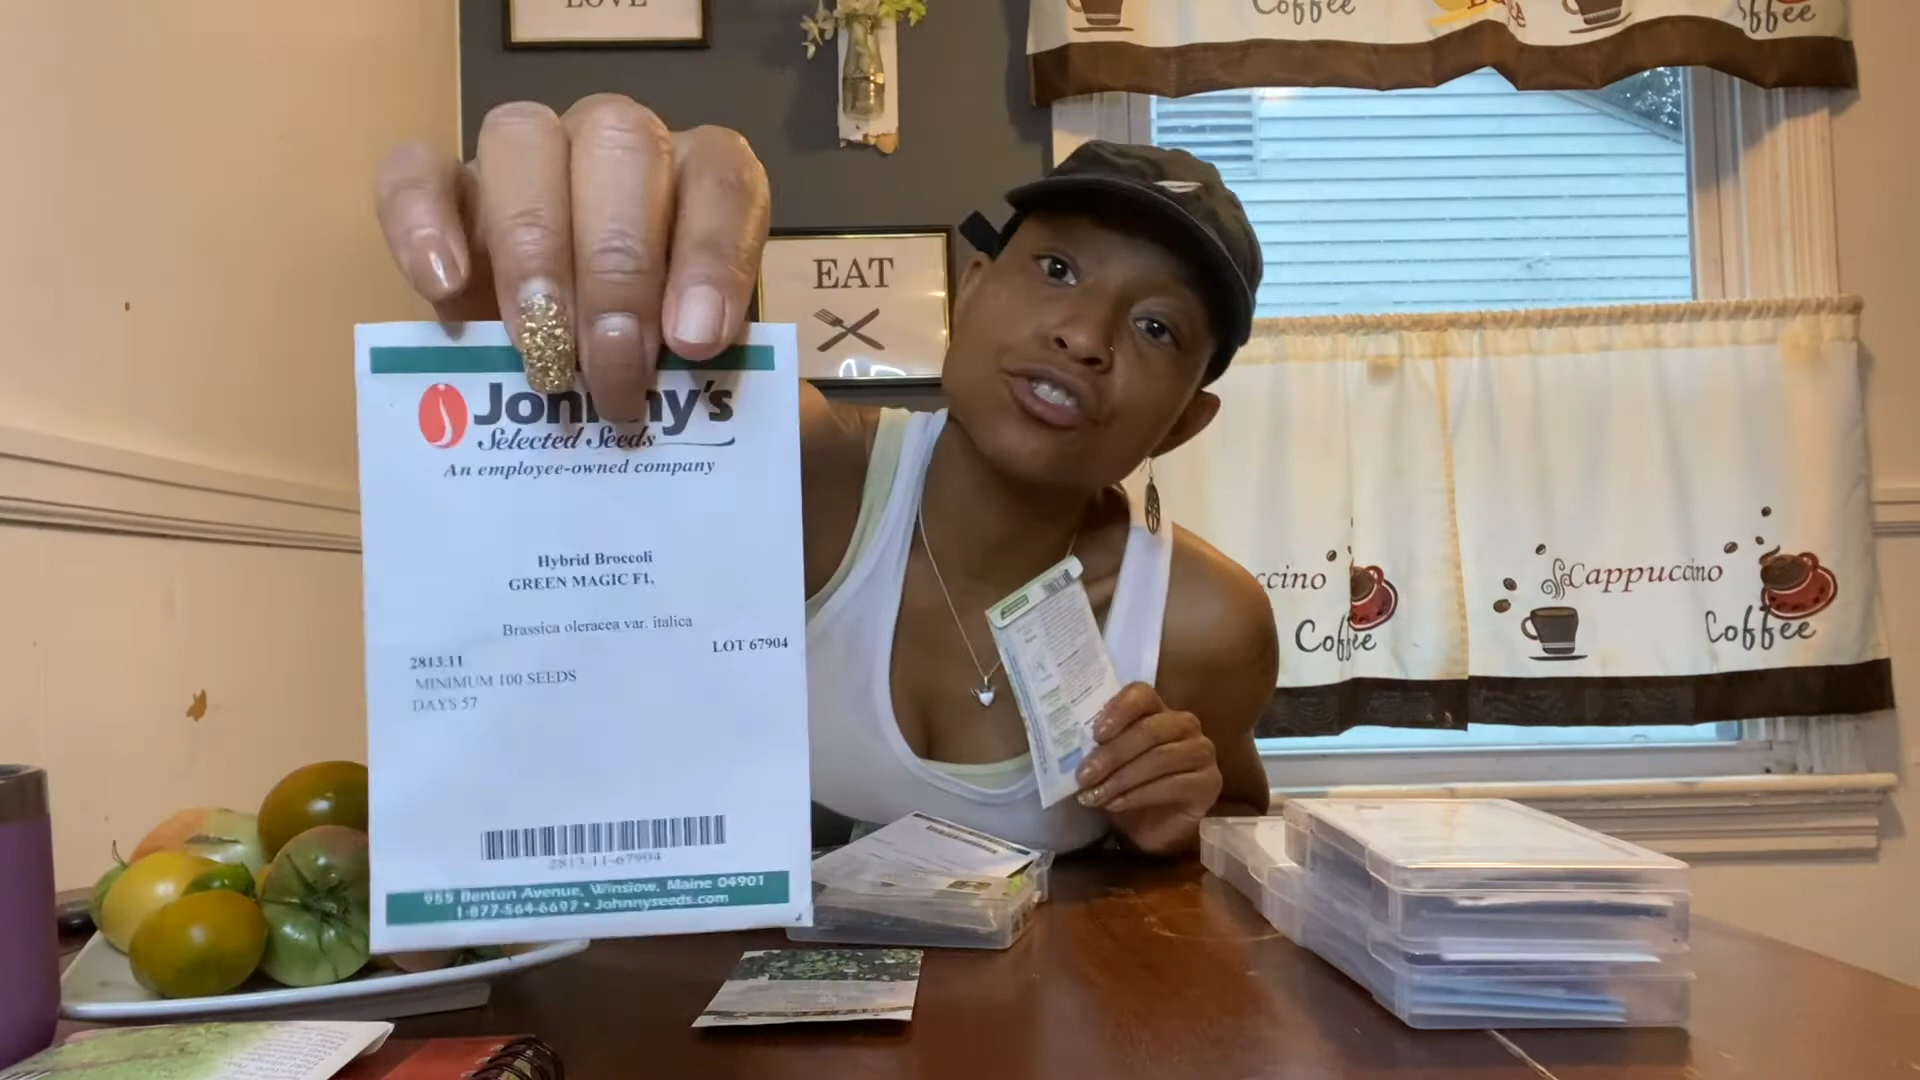 LOVE
Coffee
ffee
EAT
Johnny's
Selected Seeds
An employee-owned company
Hybrid Broccoli
GREEN MAGIC F1,
Brassica oleracea var. italica
LOT 67904
2813.11
MINIMUM 100 SEEDS
DAYS 57
2813.11-67904
955 Benton Avenue, Winslow, Maine 04901
1-877-564-6697 • Johnnyseeds.com
ccino
Coffee
Cappuccino
Coffee